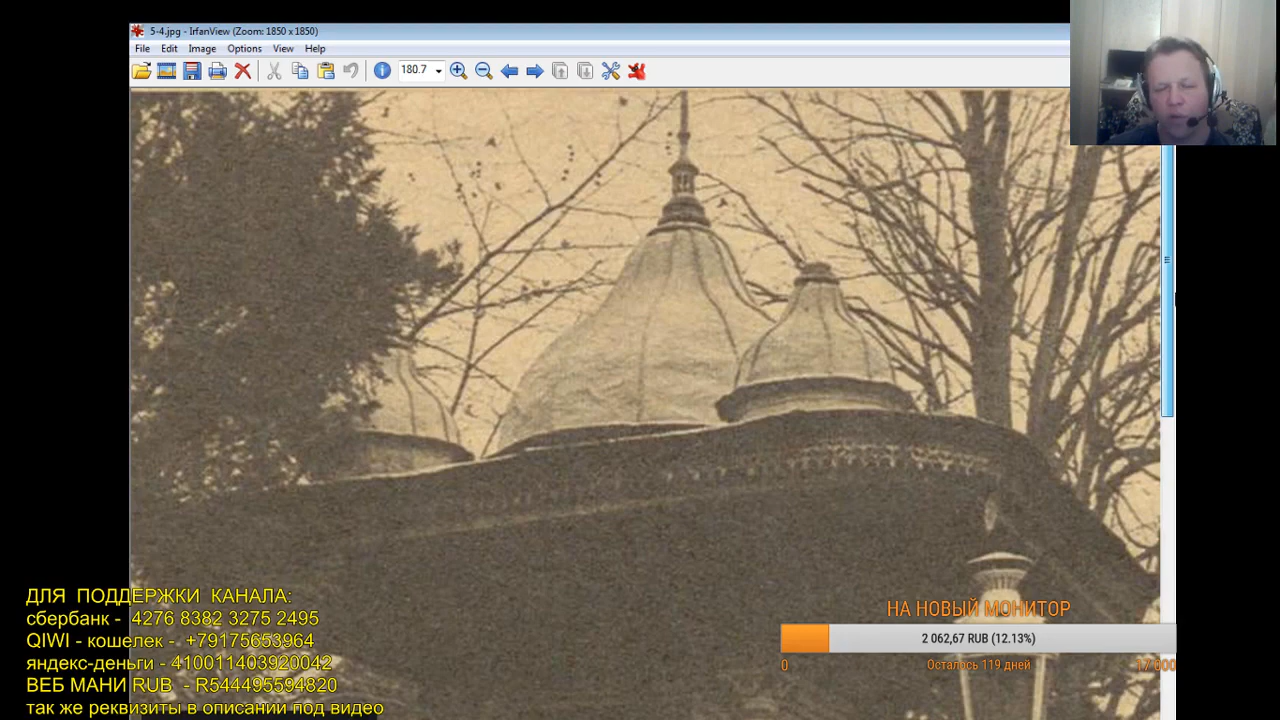 5-4.jpg - IrfanView (Zoom: 1850 x 1850)
File Edit Image Options View Help
180.7
ДЛЯ ПОДДЕРЖКИ КАНАЛА:
сбербанк - 4276 8382 3275 2495
QIWI - кошелек - +79175653964
яндекс-деньги - 410011403920042
ВЕБ МАНИ RUB - R544495594820
так же реквизиты в описании под видео
НА НОВЫЙ МОНИТОР
2 062,67 RUB (12.13%)
0 Осталось 119 дней 17 000